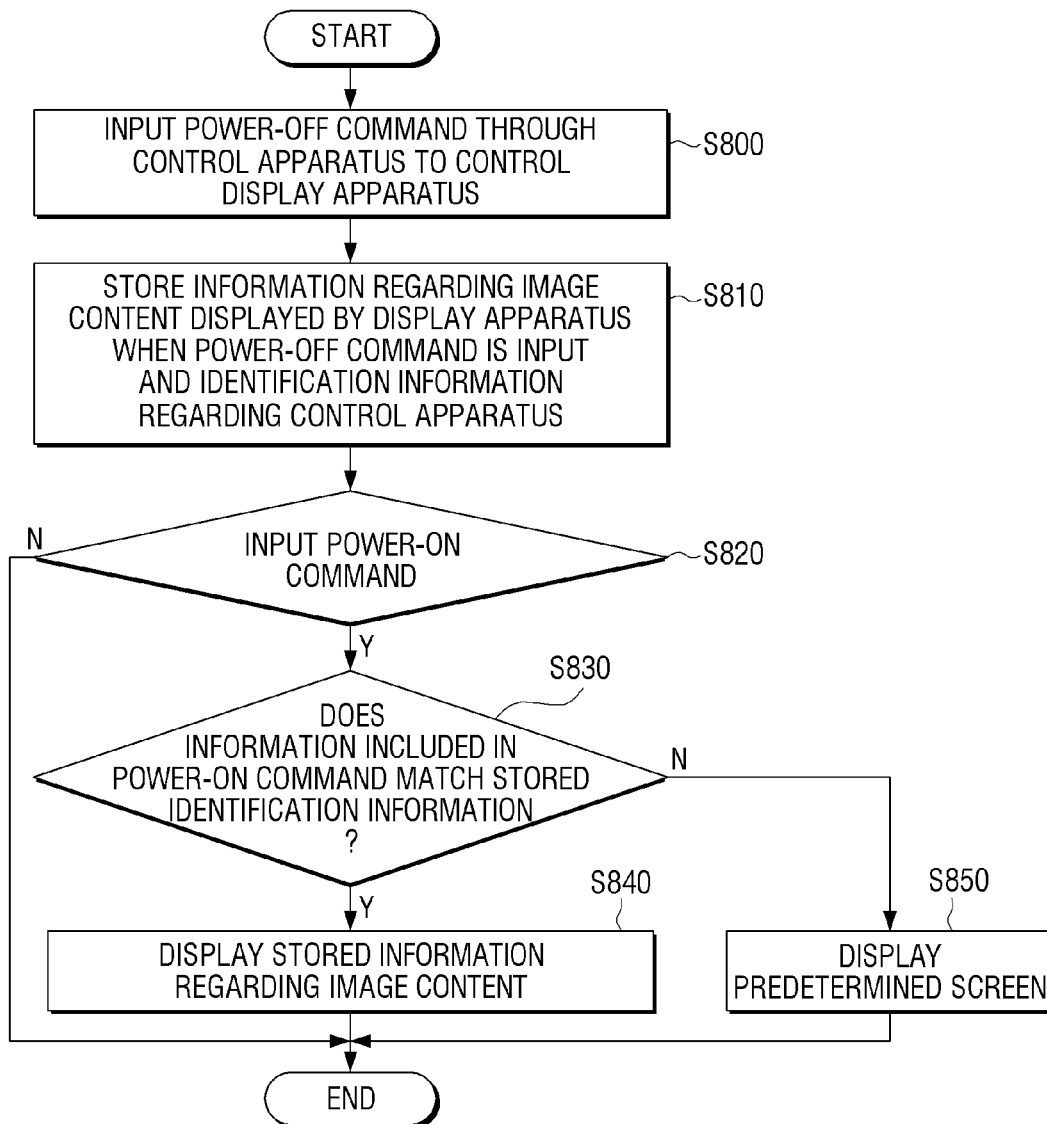 START
INPUT POWER-OFF COMMAND THROUGH
CONTROL APPARATUS TO CONTROL
DISPLAY APPARATUS
S800
STORE INFORMATION REGARDING IMAGE
CONTENT DISPLAYED BY DISPLAY APPARATUS
WHEN POWER-OFF COMMAND IS INPUT
AND IDENTIFICATION INFORMATION
REGARDING CONTROL APPARATUS
S810
N
INPUT POWER-ON
COMMAND
S820
Y
S830
DOES
INFORMATION INCLUDED IN
POWER-ON COMMAND MATCH STORED
IDENTIFICATION INFORMATION
?
N
Y
S840
DISPLAY STORED INFORMATION
REGARDING IMAGE CONTENT
S850
DISPLAY
PREDETERMINED SCREEN
END